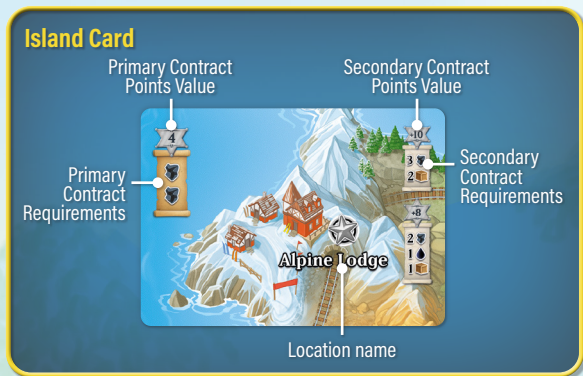 Island Card
Primary Contract
Points Value
Secondary Contract
Points Value
4
+10
Primary
Contract
Requirements
3
2
Secondary
Contract
Requirements
+8
2
1
1
Alpine Lodge
Location name